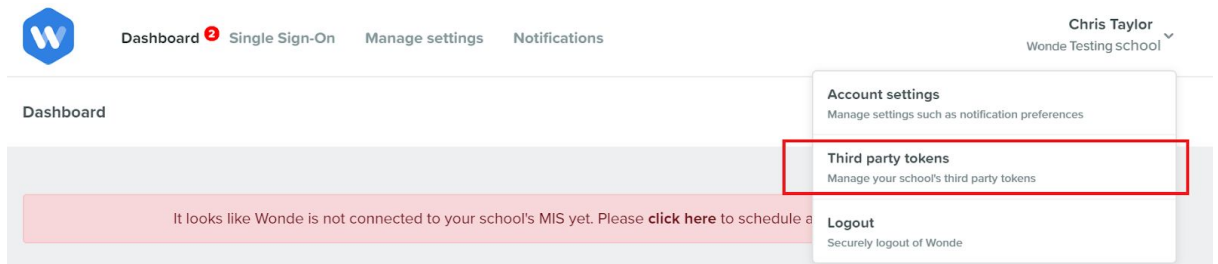 Dashboard 2 Single Sign-On Manage settings Notifications
Chris Taylor
Wonde Testing school
Dashboard
Account settings
Manage settings such as notification preferences
Third party tokens
Manage your school's third party tokens
It looks like Wonde is not connected to your school's MIS yet. Please click here to schedule a
Logout
Securely logout of Wonde